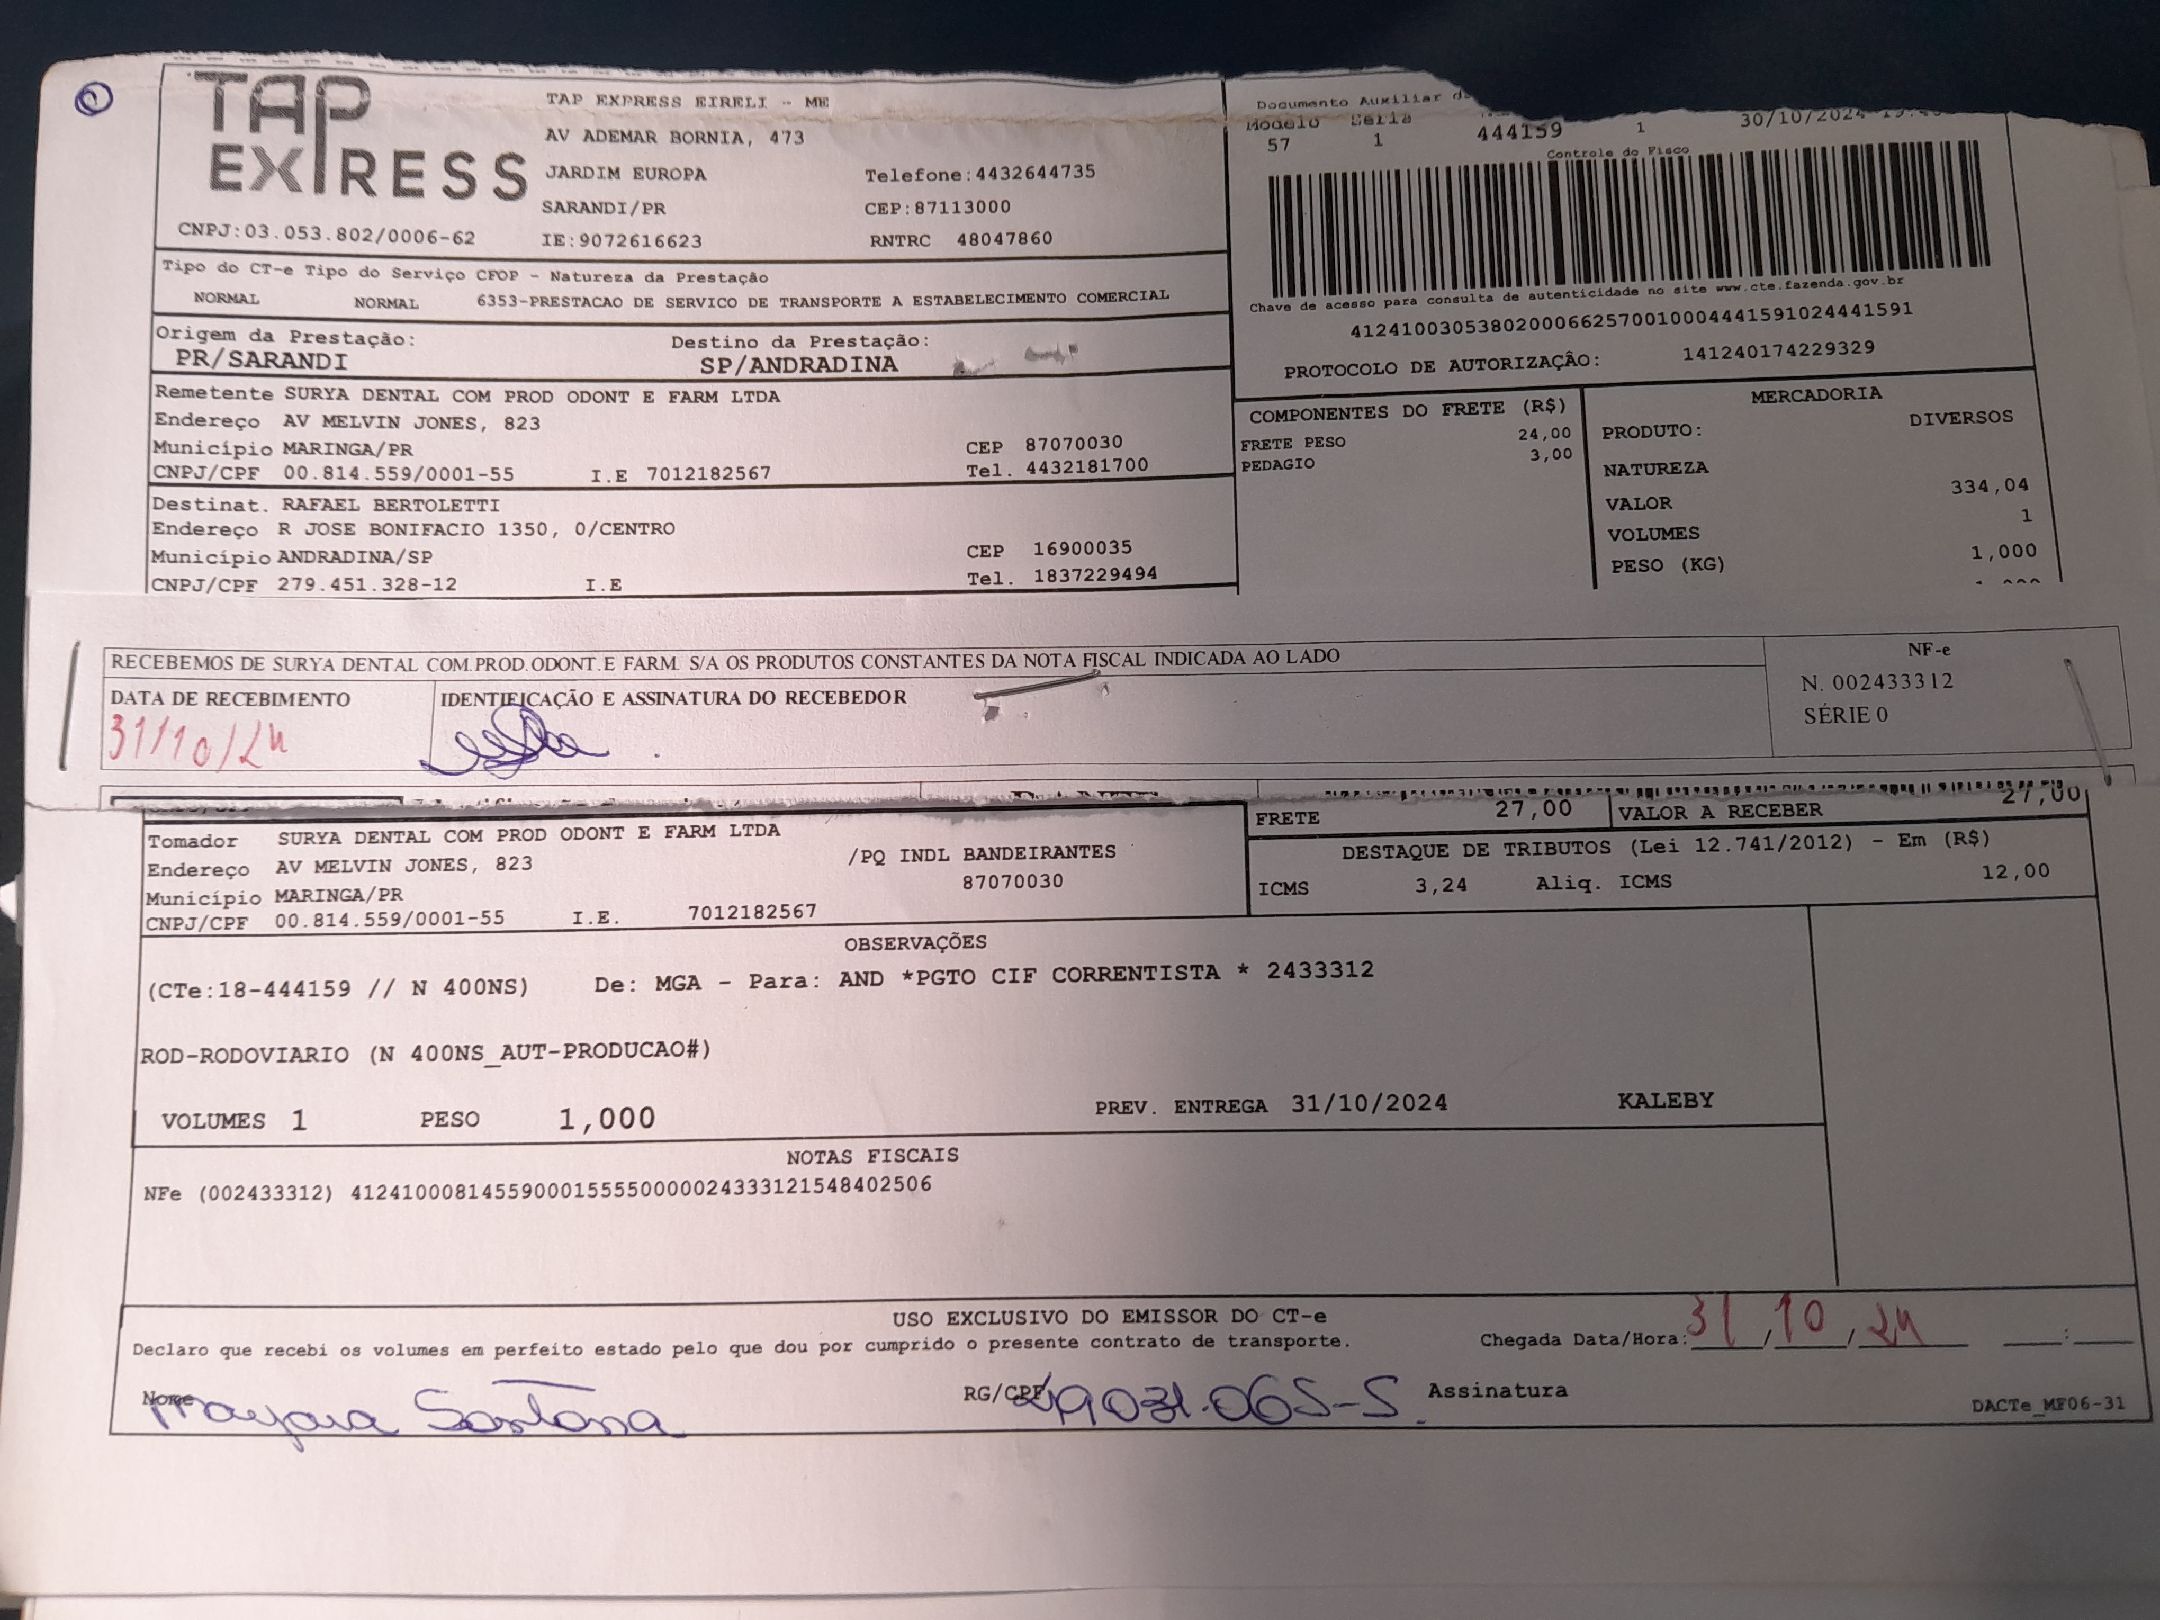 TAP
EXPRESS
TAP EXPRESS EIRELI - ME
AV ADEMAR BORNIA, 473
JARDIM EUROPA Telefone:4432644735
SARANDI/PR CEP:87113000
CNPJ:03.053.802/0006-62 IE:9072616623 RNTRC 48047860
Documento Auxiliar
Modelo Série
57 1 444159 1 30/10/2024
Controle do Fisco
Chave de acesso para consulta de autenticidade no site www.cte.fazenda.gov.br
41241003053802000662570010004441591024441591
PROTOCOLO DE AUTORIZAÇÃO: 141240174229329
Tipo do CT-e Tipo do Serviço CFOP - Natureza da Prestação
NORMAL NORMAL 6353-PRESTACAO DE SERVICO DE TRANSPORTE A ESTABELECIMENTO COMERCIAL
Origem da Prestação: Destino da Prestação:
PR/SARANDI SP/ANDRADINA
Remetente SURYA DENTAL COM PROD ODONT E FARM LTDA
Endereço AV MELVIN JONES, 823
Município MARINGA/PR CEP 87070030
CNPJ/CPF 00.814.559/0001-55 I.E 7012182567 Tel. 4432181700
Destinat. RAFAEL BERTOLETTI
Endereço R JOSE BONIFACIO 1350, 0/CENTRO
Município ANDRADINA/SP CEP 16900035
CNPJ/CPF 279.451.328-12 I.E Tel. 1837229494
COMPONENTES DO FRETE (R$)
FRETE PESO 24,00
PEDAGIO 3,00
MERCADORIA
PRODUTO: DIVERSOS
NATUREZA
VALOR 334,04
VOLUMES 1
PESO (KG) 1,000
RECEBEMOS DE SURYA DENTAL COM.PROD.ODONT.E FARM. S/A OS PRODUTOS CONSTANTES DA NOTA FISCAL INDICADA AO LADO
DATA DE RECEBIMENTO IDENTIFICAÇÃO E ASSINATURA DO RECEBEDOR
31/10/24
NF-e
N. 002433312
SÉRIE 0
FRETE 27,00 VALOR A RECEBER 27,00
Tomador SURYA DENTAL COM PROD ODONT E FARM LTDA
Endereço AV MELVIN JONES, 823 /PQ INDL BANDEIRANTES
Município MARINGA/PR 87070030
CNPJ/CPF 00.814.559/0001-55 I.E. 7012182567
DESTAQUE DE TRIBUTOS (Lei 12.741/2012) - Em (R$)
ICMS 3,24 Aliq. ICMS 12,00
OBSERVAÇÕES
(CTe:18-444159 // N 400NS) De: MGA - Para: AND *PGTO CIF CORRENTISTA * 2433312
ROD-RODOVIARIO (N 400NS_AUT-PRODUCAO#)
VOLUMES 1 PESO 1,000 PREV. ENTREGA 31/10/2024 KALEBY
NOTAS FISCAIS
NFe (002433312) 41241000814559000155550000024333121548402506
USO EXCLUSIVO DO EMISSOR DO CT-e
Declaro que recebi os volumes em perfeito estado pelo que dou por cumprido o presente contrato de transporte. Chegada Data/Hora: 31/10/24 :
Nome Mayara Santana RG/CPF 49031.065-5 Assinatura
DACTe_MF06-31